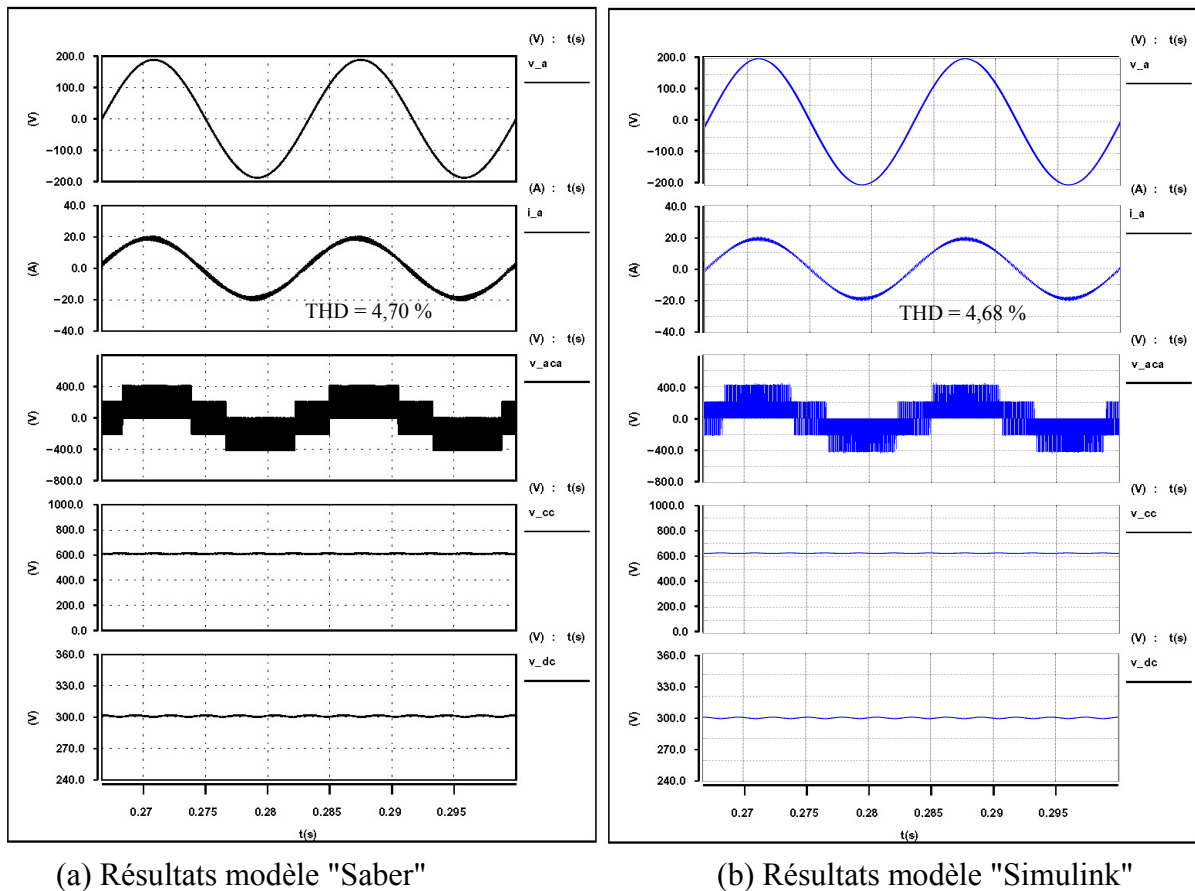 (V) : t(s)
v_a
200.0
100.0
0.0
−100.0
−200.0
(V)
(A) : t(s)
i_a
40.0
20.0
0.0
−20.0
−40.0
(A)
THD = 4,70 %
(V) : t(s)
v_aca
400.0
0.0
−400.0
−800.0
(V)
(V) : t(s)
v_cc
1000.0
800.0
600.0
400.0
200.0
0.0
(V)
(V) : t(s)
v_dc
360.0
330.0
300.0
270.0
240.0
(V)
0.27 0.275 0.28 0.285 0.29 0.295
t(s)
(a) Résultats modèle "Saber"
(V) : t(s)
v_a
200.0
100.0
0.0
−100.0
−200.0
(V)
(A) : t(s)
i_a
40.0
20.0
0.0
−20.0
−40.0
(A)
THD = 4,68 %
(V) : t(s)
v_aca
400.0
0.0
−400.0
−800.0
(V)
(V) : t(s)
v_cc
1000.0
800.0
600.0
400.0
200.0
0.0
(V)
(V) : t(s)
v_dc
360.0
330.0
300.0
270.0
240.0
(V)
0.27 0.275 0.28 0.285 0.29 0.295
t(s)
(b) Résultats modèle "Simulink"